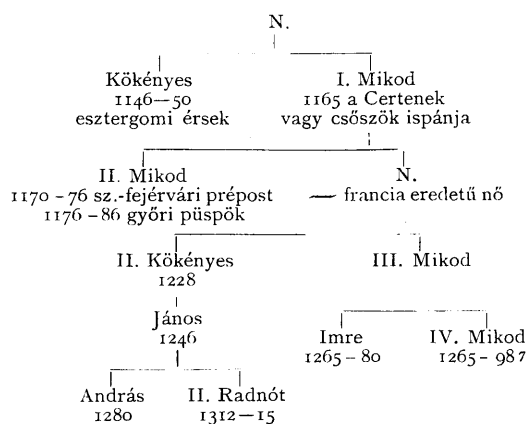 N.
Kökényes I. Mikod
1146—50 1165 a Certenek
esztergomi érsek vagy csőszök ispánja
II. Mikod N.
1170-76 sz.-fejérvári prépost — francia eredetű nő
1176-86 győri püspök
II. Kökényes III. Mikod
1228
János
1246 Imre IV. Mikod
1265-80 1265-987
András II. Radnót
1280 1312—15